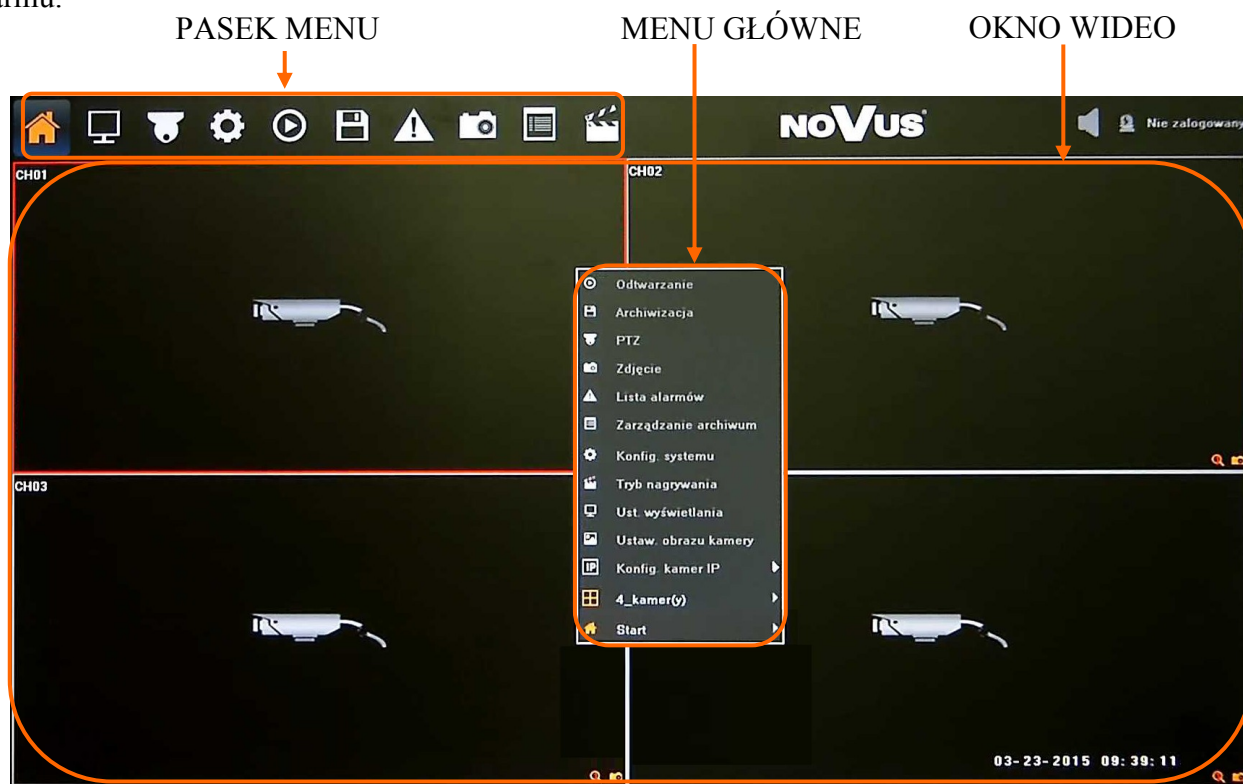 PASEK MENU
MENU GŁÓWNE
OKNO WIDEO
NOVUS
Nie zalogowany
CH01
CH02
Odtwarzanie
Archiwizacja
PTZ
Zdjęcie
Lista alarmów
Zarządzanie archiwum
Konfig. systemu
Tryb nagrywania
Ust. wyświetlania
Ustaw. obrazu kamery
IP Konfig. kamer IP
4_kamer(y)
Start
CH03
03-23-2015 09:39:11